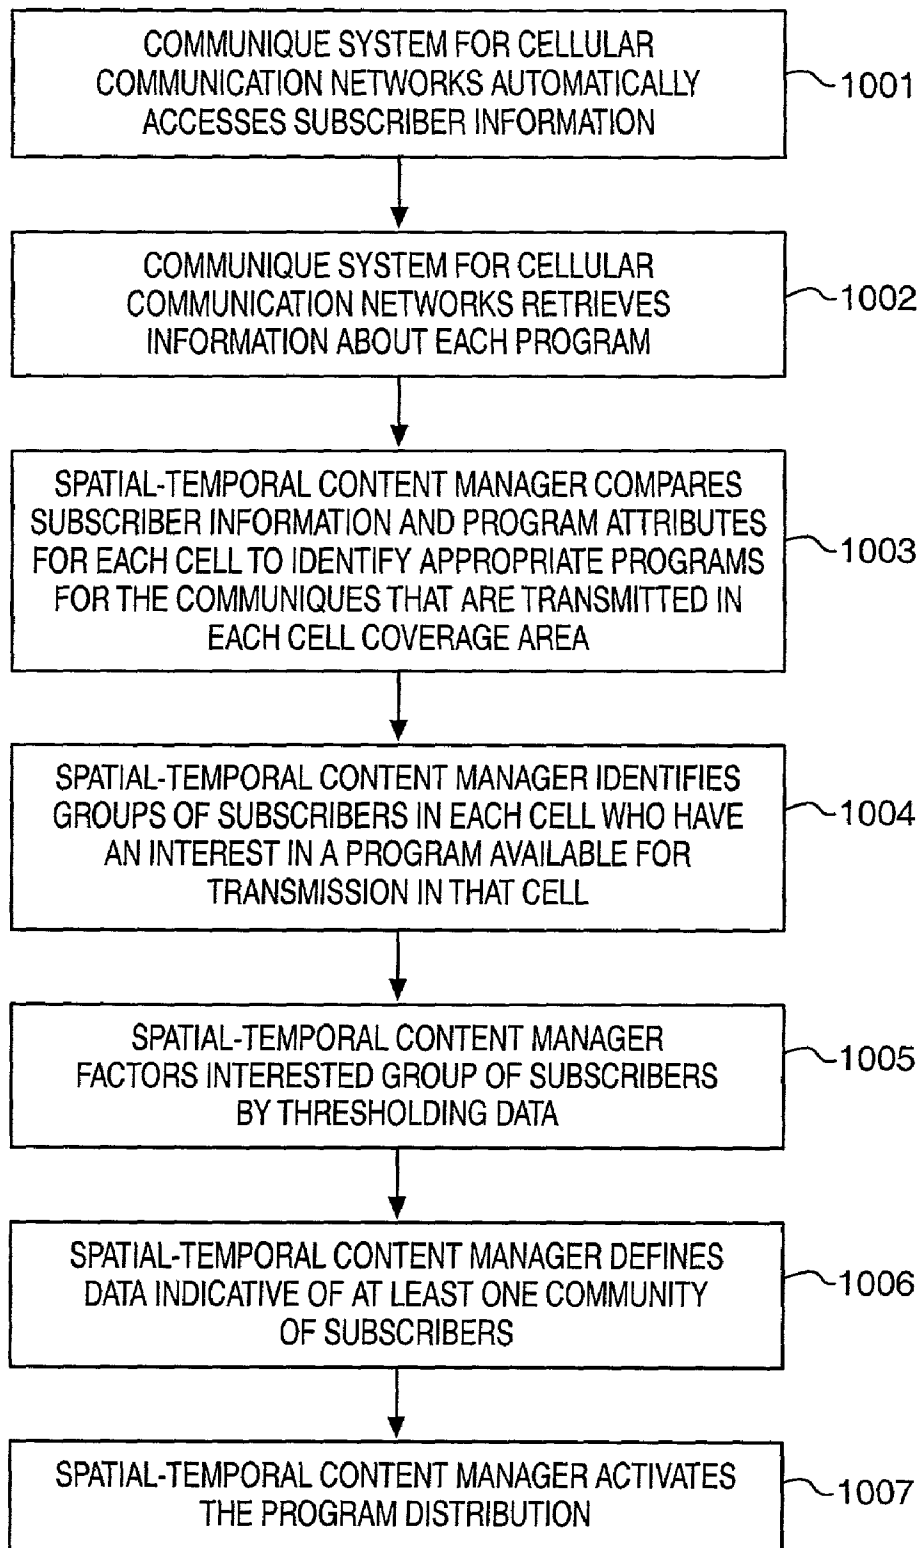 COMMUNIQUE SYSTEM FOR CELLULAR
COMMUNICATION NETWORKS AUTOMATICALLY
ACCESSES SUBSCRIBER INFORMATION
1001
COMMUNIQUE SYSTEM FOR CELLULAR
COMMUNICATION NETWORKS RETRIEVES
INFORMATION ABOUT EACH PROGRAM
1002
SPATIAL-TEMPORAL CONTENT MANAGER COMPARES
SUBSCRIBER INFORMATION AND PROGRAM ATTRIBUTES
FOR EACH CELL TO IDENTIFY APPROPRIATE PROGRAMS
FOR THE COMMUNIQUES THAT ARE TRANSMITTED IN
EACH CELL COVERAGE AREA
1003
SPATIAL-TEMPORAL CONTENT MANAGER IDENTIFIES
GROUPS OF SUBSCRIBERS IN EACH CELL WHO HAVE
AN INTEREST IN A PROGRAM AVAILABLE FOR
TRANSMISSION IN THAT CELL
1004
SPATIAL-TEMPORAL CONTENT MANAGER
FACTORS INTERESTED GROUP OF SUBSCRIBERS
BY THRESHOLDING DATA
1005
SPATIAL-TEMPORAL CONTENT MANAGER DEFINES
DATA INDICATIVE OF AT LEAST ONE COMMUNITY
OF SUBSCRIBERS
1006
SPATIAL-TEMPORAL CONTENT MANAGER ACTIVATES
THE PROGRAM DISTRIBUTION
1007